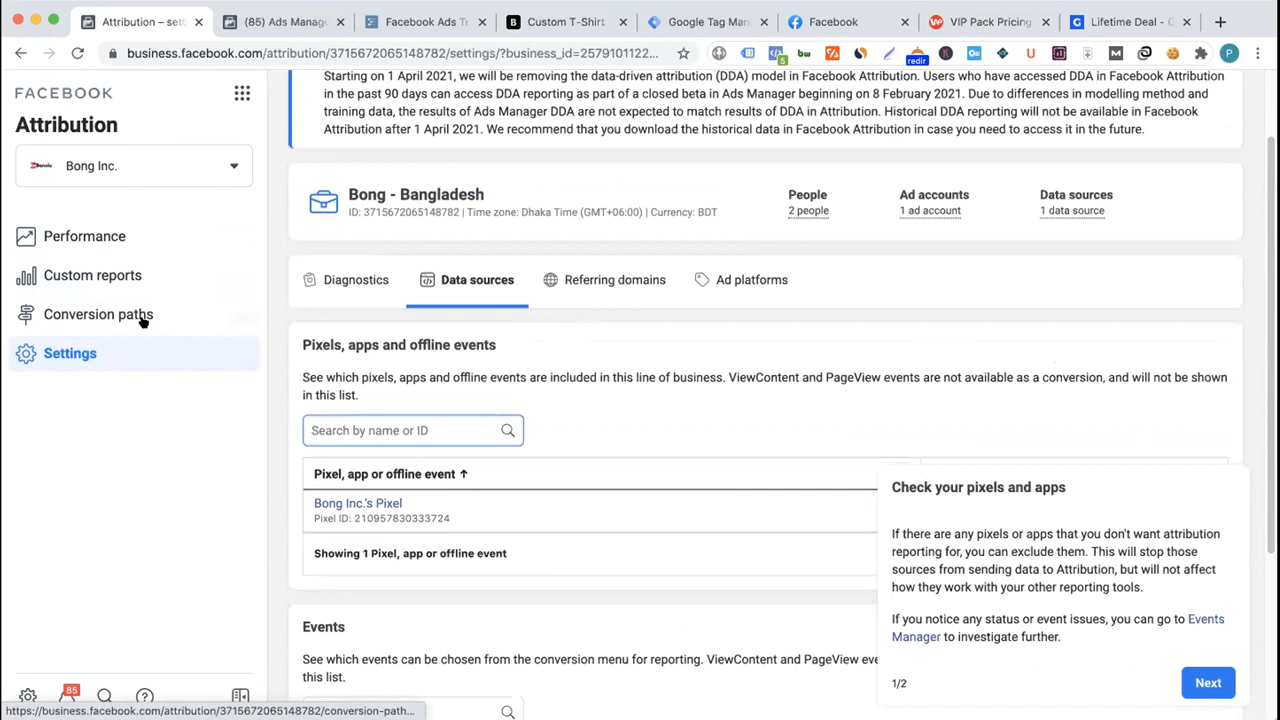 Attribution – sett
(85) Ads Manag
Facebook Ads Tr
Custom T-Shirt
Google Tag Man
Facebook
VIP Pack Pricing
Lifetime Deal - G
business.facebook.com/attribution/3715672065148782/settings/?business_id=2579101122...
5
bw
redir
P
FACEBOOK
Attribution
Bong Inc.
Performance
Custom reports
Conversion paths
Settings
85
https://business.facebook.com/attribution/3715672065148782/conversion-path...
Starting on 1 April 2021, we will be removing the data-driven attribution (DDA) model in Facebook Attribution. Users who have accessed DDA in Facebook Attribution
in the past 90 days can access DDA reporting as part of a closed beta in Ads Manager beginning on 8 February 2021. Due to differences in modelling method and
training data, the results of Ads Manager DDA are not expected to match results of DDA in Attribution. Historical DDA reporting will not be available in Facebook
Attribution after 1 April 2021. We recommend that you download the historical data in Facebook Attribution in case you need to access it in the future.
Bong - Bangladesh
ID: 3715672065148782 | Time zone: Dhaka Time (GMT+06:00) | Currency: BDT
People
2 people
Ad accounts
1 ad account
Data sources
1 data source
Diagnostics
Data sources
Referring domains
Ad platforms
Pixels, apps and offline events
See which pixels, apps and offline events are included in this line of business. ViewContent and PageView events are not available as a conversion, and will not be shown
in this list.
Search by name or ID
Pixel, app or offline event ↑
Bong Inc.'s Pixel
Pixel ID: 210957830333724
Showing 1 Pixel, app or offline event
Events
See which events can be chosen from the conversion menu for reporting. ViewContent and PageView eve
this list.
Check your pixels and apps
If there are any pixels or apps that you don't want attribution
reporting for, you can exclude them. This will stop those
sources from sending data to Attribution, but will not affect
how they work with your other reporting tools.
If you notice any status or event issues, you can go to Events
Manager to investigate further.
1/2
Next